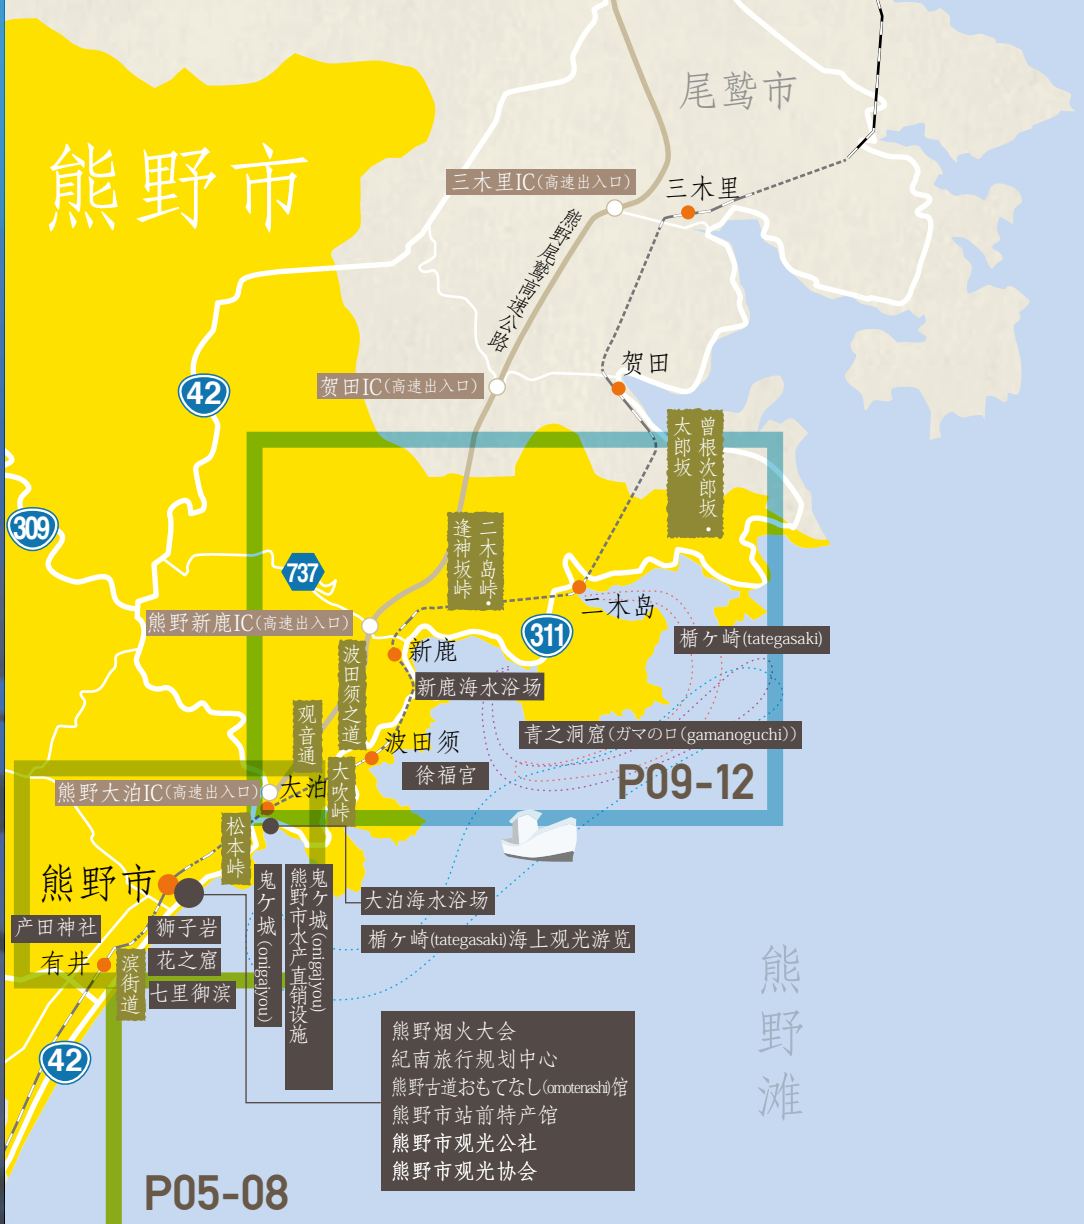 尾鹫市
熊野市
三木里IC(高速出入口)
三木里
熊野尾鹫高速公路
贺田
贺田IC(高速出入口)
42
曾根次郎坂·
太郎坂
309
二木岛峠·
逢神坂峠
737
二木岛
熊野新鹿IC(高速出入口)
311
楯ケ崎(tategasaki)
新鹿
波田须之道
新鹿海水浴场
观音通
青之洞窟(ガマの口(gamanoguchi))
波田须
徐福宫
P09-12
大吹峠
熊野大泊IC(高速出入口)
大泊
松本峠
熊野市
鬼ケ城(onigajyou)
鬼ケ城(onigajyou)
熊野市水产直销设施
大泊海水浴场
产田神社
狮子岩
楯ケ崎(tategasaki)海上观光游览
有井
花之窟
滨街道
七里御滨
熊野滩
42
熊野烟火大会
紀南旅行规划中心
熊野古道おもてなし(omotenashi)馆
熊野市站前特产馆
熊野市观光公社
熊野市观光协会
P05-08